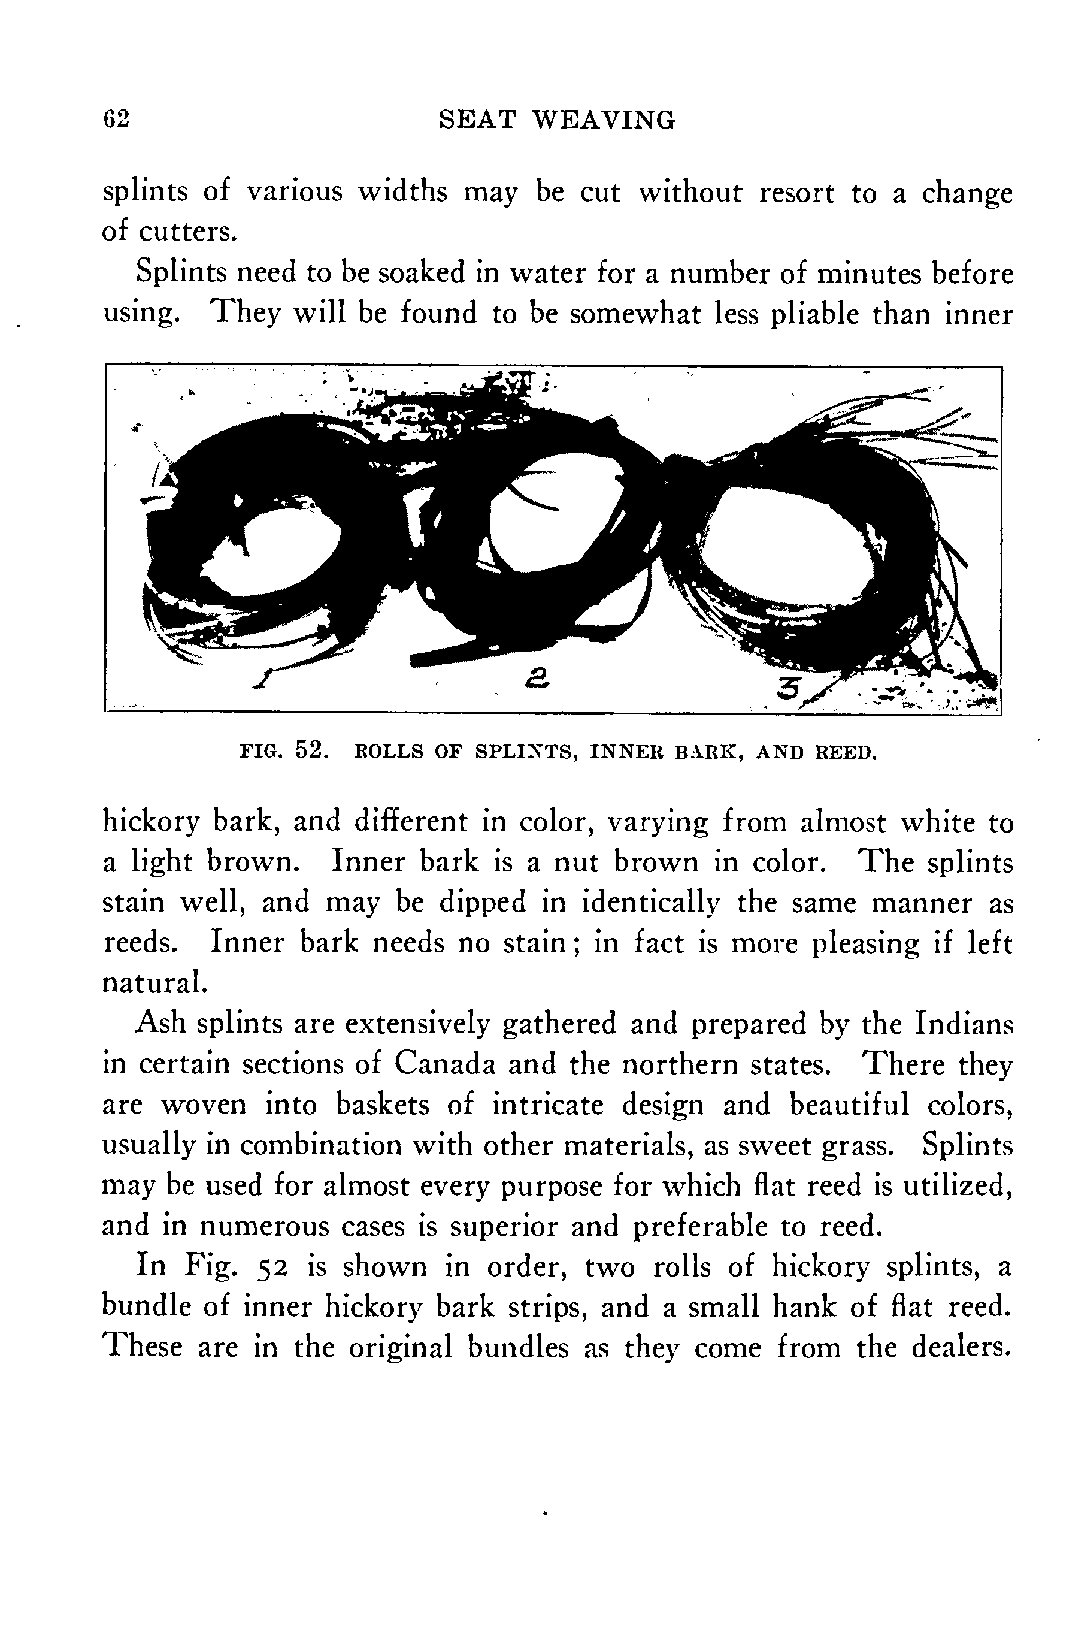 62 SEAT WEAVING
splints of various widths may be cut without resort to a change
of cutters.
Splints need to be soaked in water for a number of minutes before
using. They will be found to be somewhat less pliable than inner
1 2 3
FIG. 52. ROLLS OF SPLINTS, INNER BARK, AND REED.
hickory bark, and different in color, varying from almost white to
a light brown. Inner bark is a nut brown in color. The splints
stain well, and may be dipped in identically the same manner as
reeds. Inner bark needs no stain; in fact is more pleasing if left
natural.
Ash splints are extensively gathered and prepared by the Indians
in certain sections of Canada and the northern states. There they
are woven into baskets of intricate design and beautiful colors,
usually in combination with other materials, as sweet grass. Splints
may be used for almost every purpose for which flat reed is utilized,
and in numerous cases is superior and preferable to reed.
In Fig. 52 is shown in order, two rolls of hickory splints, a
bundle of inner hickory bark strips, and a small hank of flat reed.
These are in the original bundles as they come from the dealers.